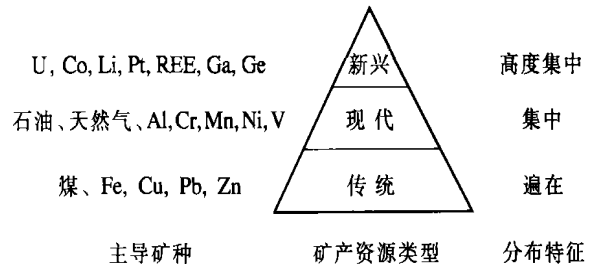 U, Co, Li, Pt, REE, Ga, Ge 新兴 高度集中
石油、天然气、Al,Cr,Mn,Ni,V 现代 集中
煤、Fe, Cu, Pb, Zn 传统 遍在
主导矿种 矿产资源类型 分布特征